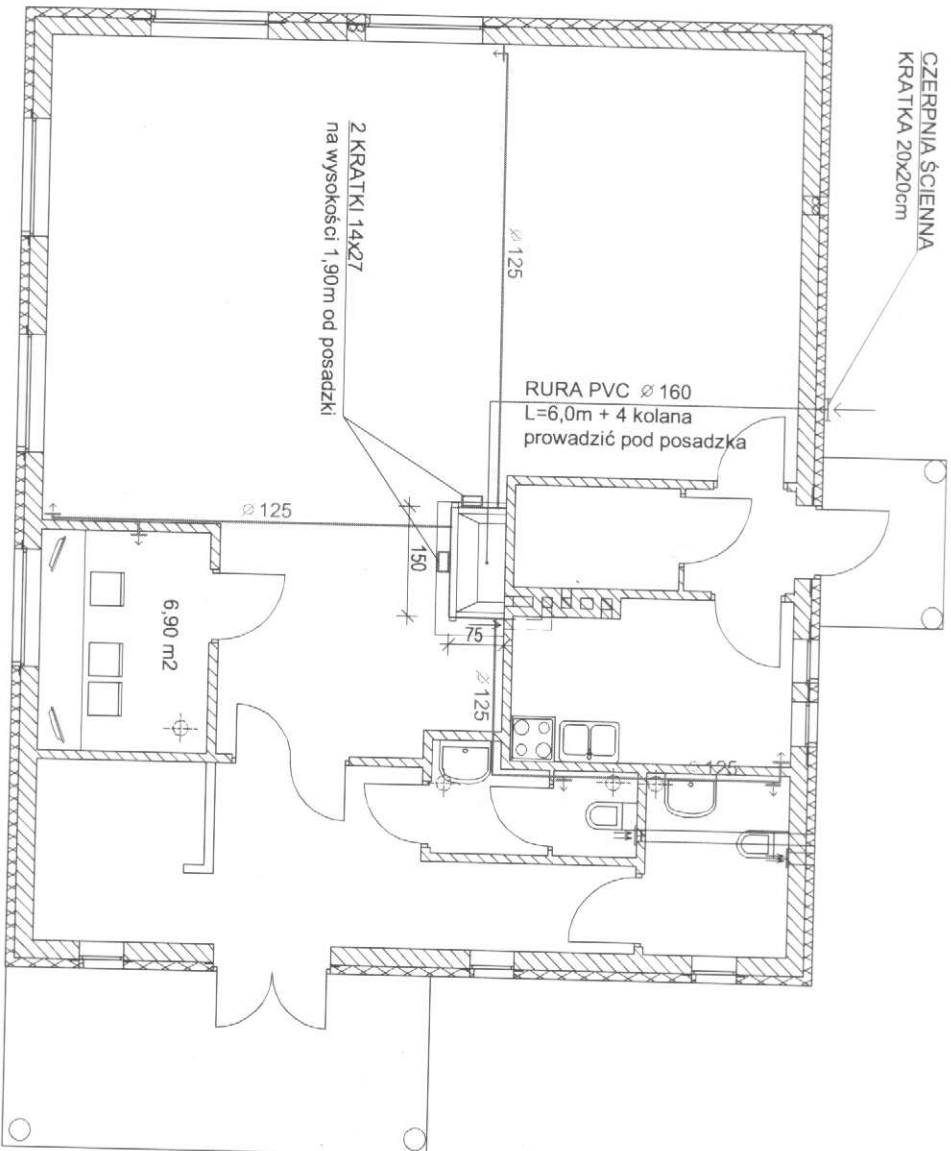 CZERPNIA ŚCIENNA
KRATKA 20x20cm
2 KRATKI 14x27
na wysokości 1,90m od posadzki
⌀ 125
RURA PVC ⌀ 160
L=6,0m + 4 kolana
prowadzić pod posadzka
⌀ 125
150
75
⌀ 125
6,90 m2
⌀ 125